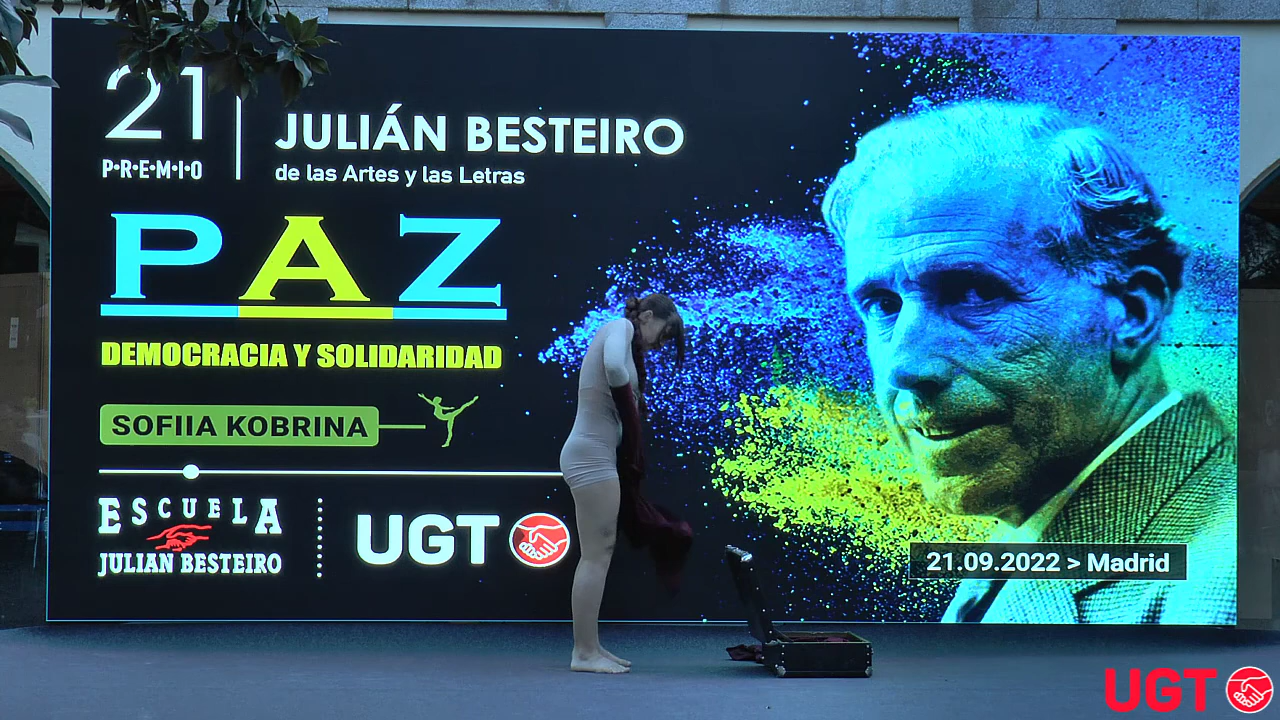 21
P·R·E·M·I·O
JULIÁN BESTEIRO
de las Artes y las Letras
PAZ
DEMOCRACIA Y SOLIDARIDAD
SOFIIA KOBRINA
ESCUELA
JULIAN BESTEIRO
UGT
21.09.2022 > Madrid
UGT